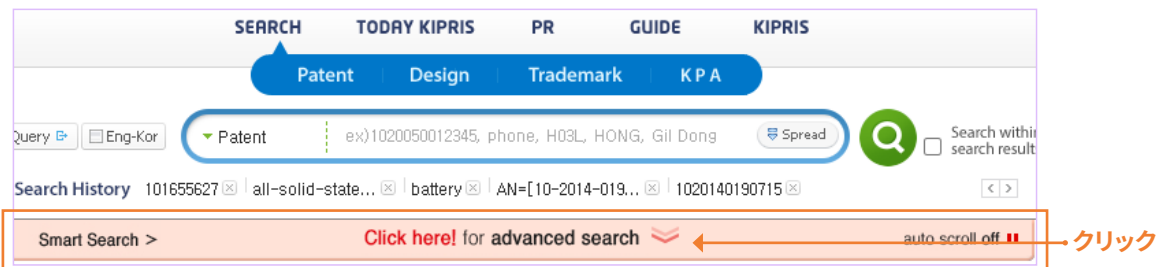 SEARCH TODAY KIPRIS PR GUIDE KIPRIS
Patent Design Trademark KPA
Query Eng-Kor Patent ex)1020050012345, phone, H03L, HONG, Gil Dong Spread Search within
search result
Search History 101655627 all-solid-state... battery AN=[10-2014-019... 1020140190715
Smart Search > Click here! for advanced search auto scroll off クリック